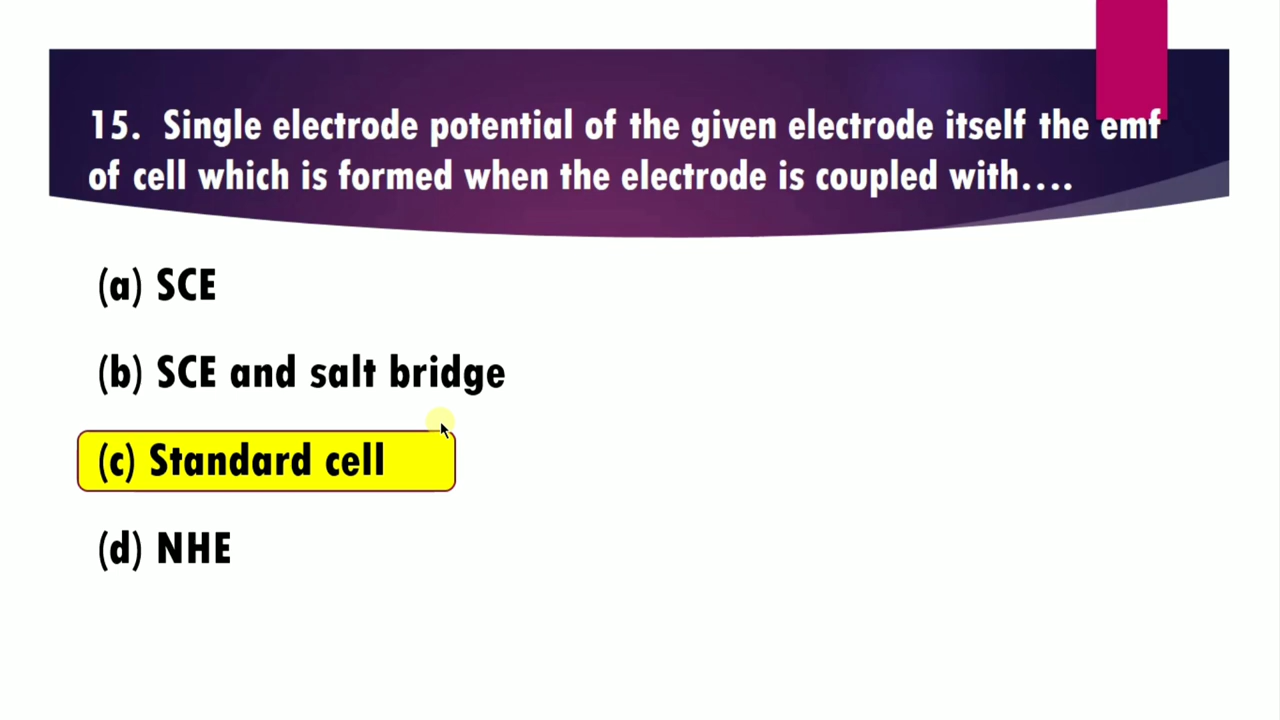 15. Single electrode potential of the given electrode itself the emf
of cell which is formed when the electrode is coupled with....
(a) SCE
(b) SCE and salt bridge
(c) Standard cell
(d) NHE